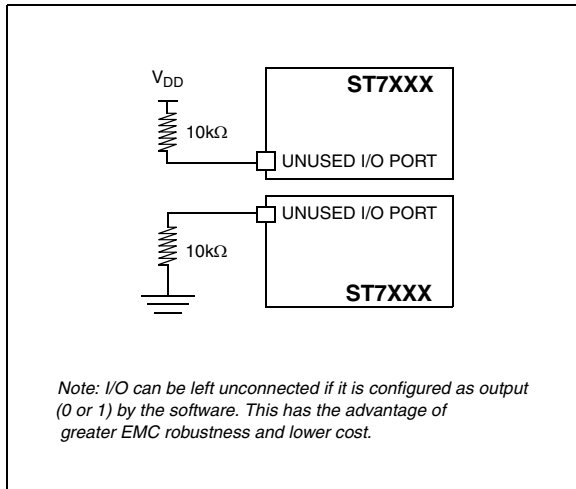 V_DD
ST7XXX
10kΩ
UNUSED I/O PORT
UNUSED I/O PORT
10kΩ
ST7XXX
Note: I/O can be left unconnected if it is configured as output
(0 or 1) by the software. This has the advantage of
greater EMC robustness and lower cost.